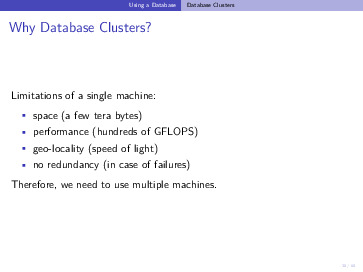 Using a Database Database Clusters
Why Database Clusters?
Limitations of a single machine:
space (a few tera bytes)
performance (hundreds of GFLOPS)
geo-locality (speed of light)
no redundancy (in case of failures)
Therefore, we need to use multiple machines.